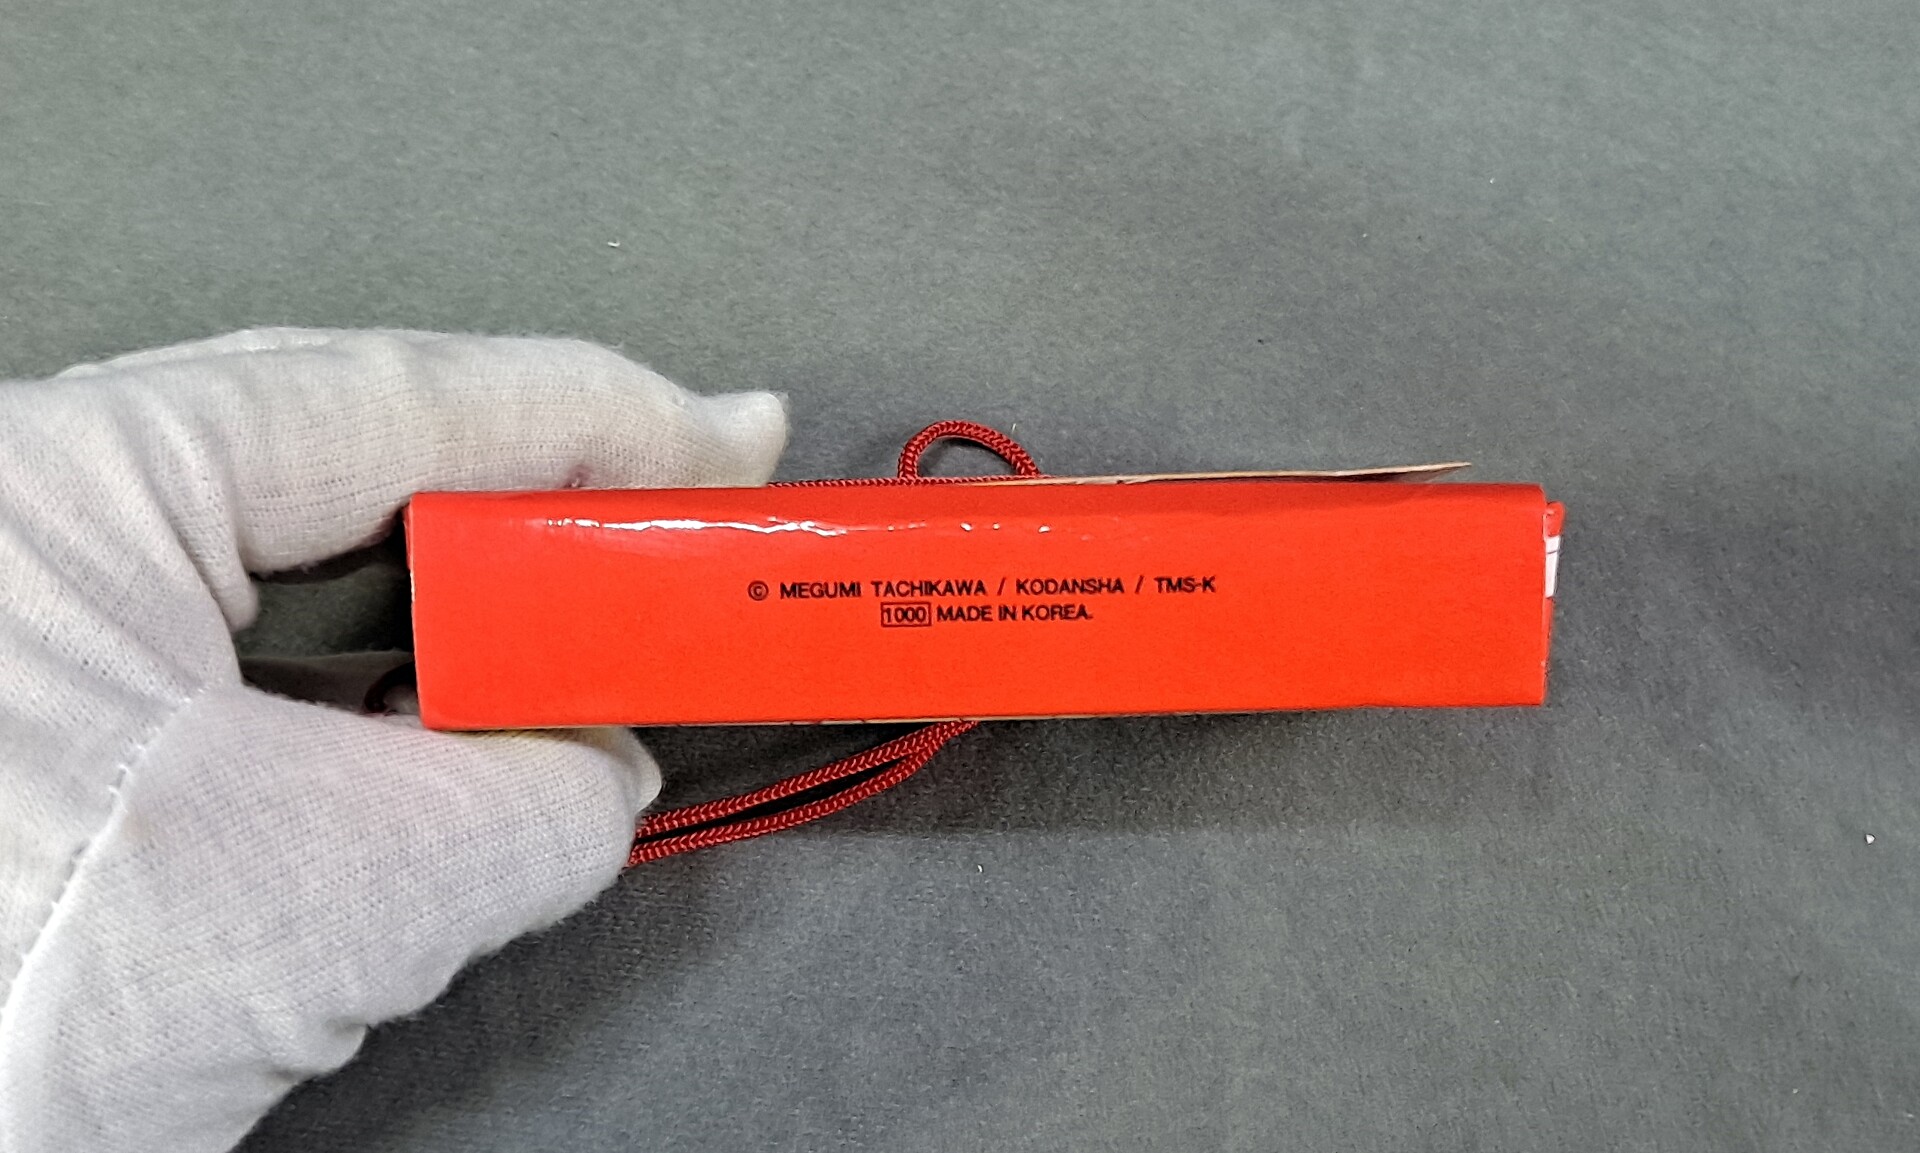 © MEGUMI TACHIKAWA / KODANSHA / TMS-K
1000 MADE IN KOREA.